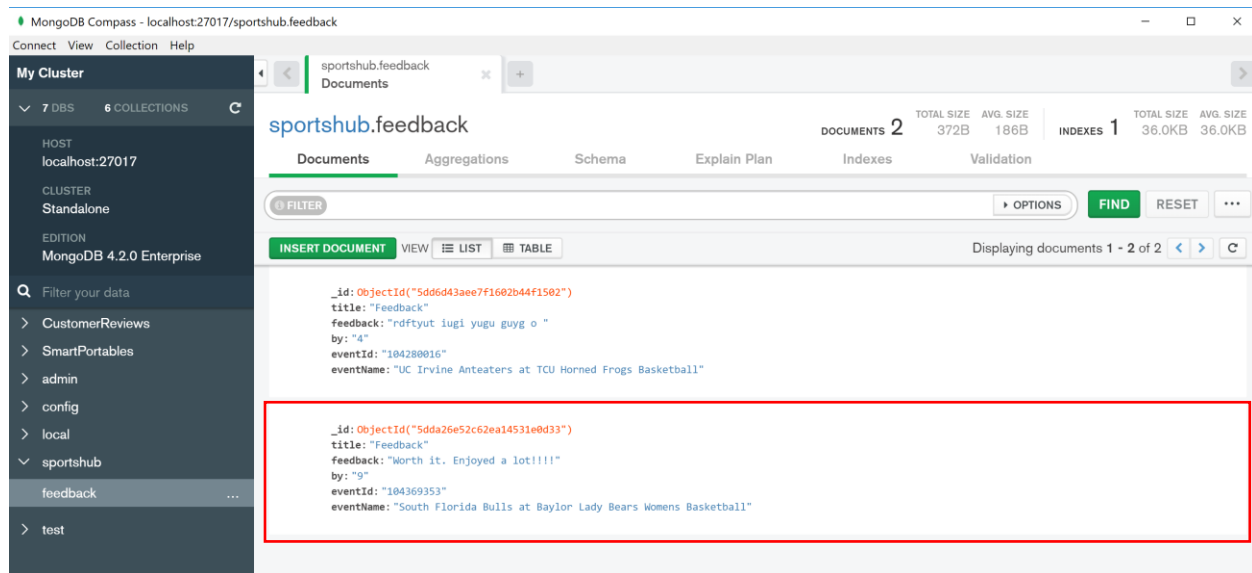 MongoDB Compass - localhost:27017/sportshub.feedback
Connect View Collection Help
My Cluster
7 DBS 6 COLLECTIONS
HOST
localhost:27017
CLUSTER
Standalone
EDITION
MongoDB 4.2.0 Enterprise
Filter your data
CustomerReviews
SmartPortables
admin
config
local
sportshub
feedback ...
test
sportshub.feedback
Documents
sportshub.feedback
DOCUMENTS 2 TOTAL SIZE 372B AVG. SIZE 186B INDEXES 1 TOTAL SIZE 36.0KB AVG. SIZE 36.0KB
Documents Aggregations Schema Explain Plan Indexes Validation
FILTER OPTIONS FIND RESET ...
INSERT DOCUMENT VIEW LIST TABLE Displaying documents 1 - 2 of 2
_id: ObjectId("5dd6d43aee7f1602b44f1502")
title: "Feedback"
feedback: "rdftyut iugi yugu guyg o "
by: "4"
eventId: "104280016"
eventName: "UC Irvine Anteaters at TCU Horned Frogs Basketball"
_id: ObjectId("5dda26e52c62ea14531e0d33")
title: "Feedback"
feedback: "Worth it. Enjoyed a lot!!!!"
by: "9"
eventId: "104369353"
eventName: "South Florida Bulls at Baylor Lady Bears Womens Basketball"